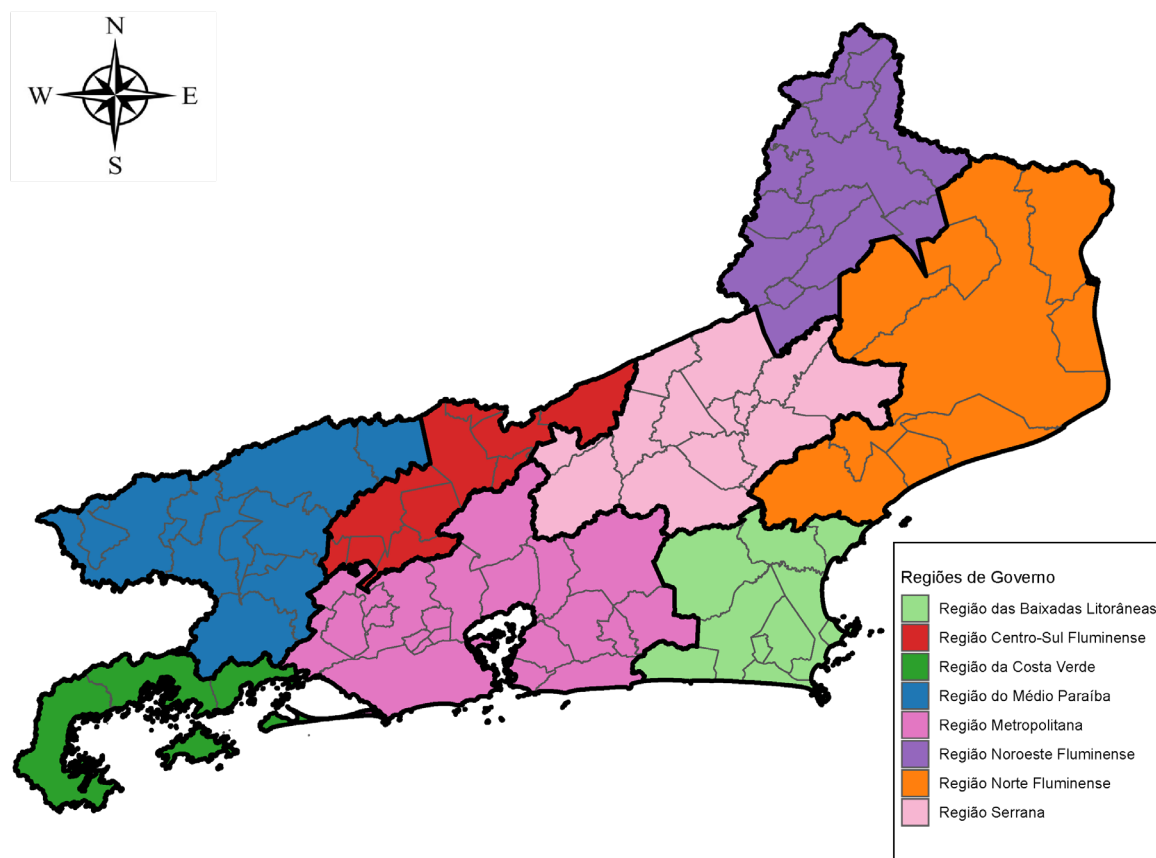 N
W E
S
Regiões de Governo
Região das Baixadas Litorâneas
Região Centro-Sul Fluminense
Região da Costa Verde
Região do Médio Paraíba
Região Metropolitana
Região Noroeste Fluminense
Região Norte Fluminense
Região Serrana